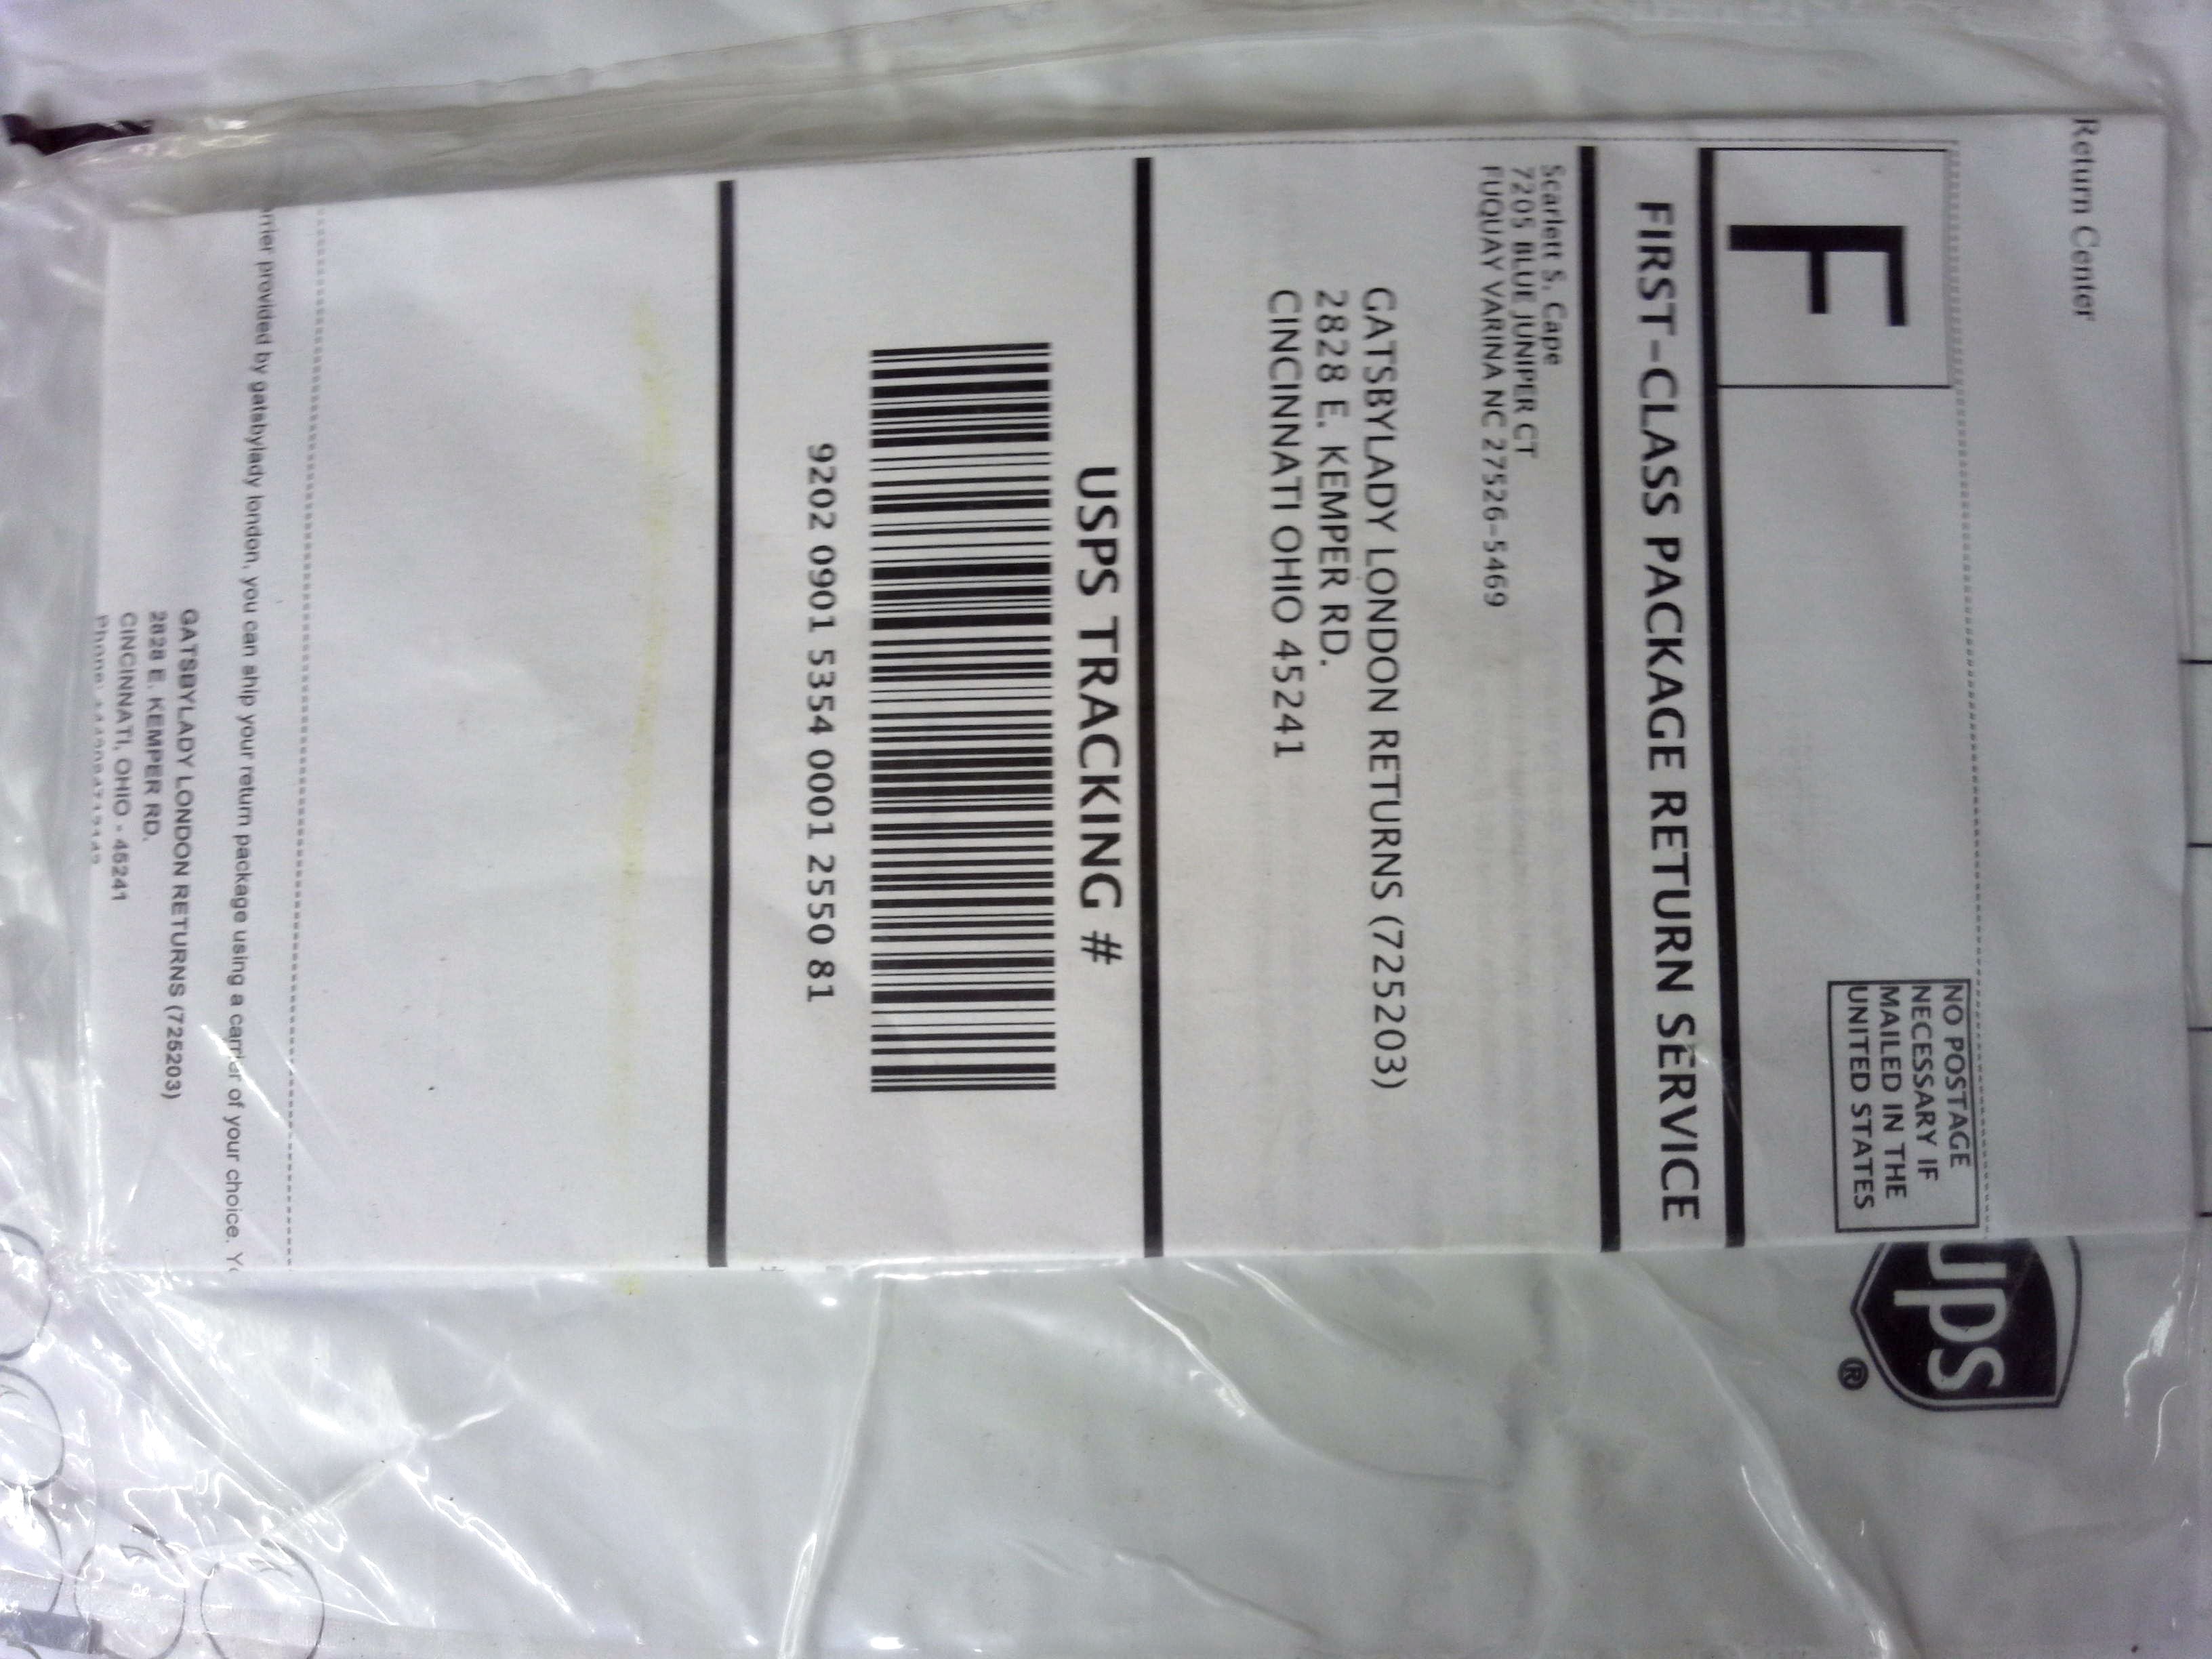 Return Center
F
NO POSTAGE
NECESSARY IF
MAILED IN THE
UNITED STATES
FIRST-CLASS PACKAGE RETURN SERVICE
Scarlett S. Cape
7205 BLUE JUNIPER CT
FUQUAY VARINA NC 27526-5469
GATSBYLADY LONDON RETURNS (725203)
2828 E. KEMPER RD.
CINCINNATI OHIO 45241
USPS TRACKING #
9202 0901 5354 0001 2550 81
provided by gatsbylady london, you can ship your return package using a carrier of your choice.
GATSBYLADY LONDON RETURNS (725203)
2828 E. KEMPER RD.
CINCINNATI, OHIO - 45241
Phone:
ups
®